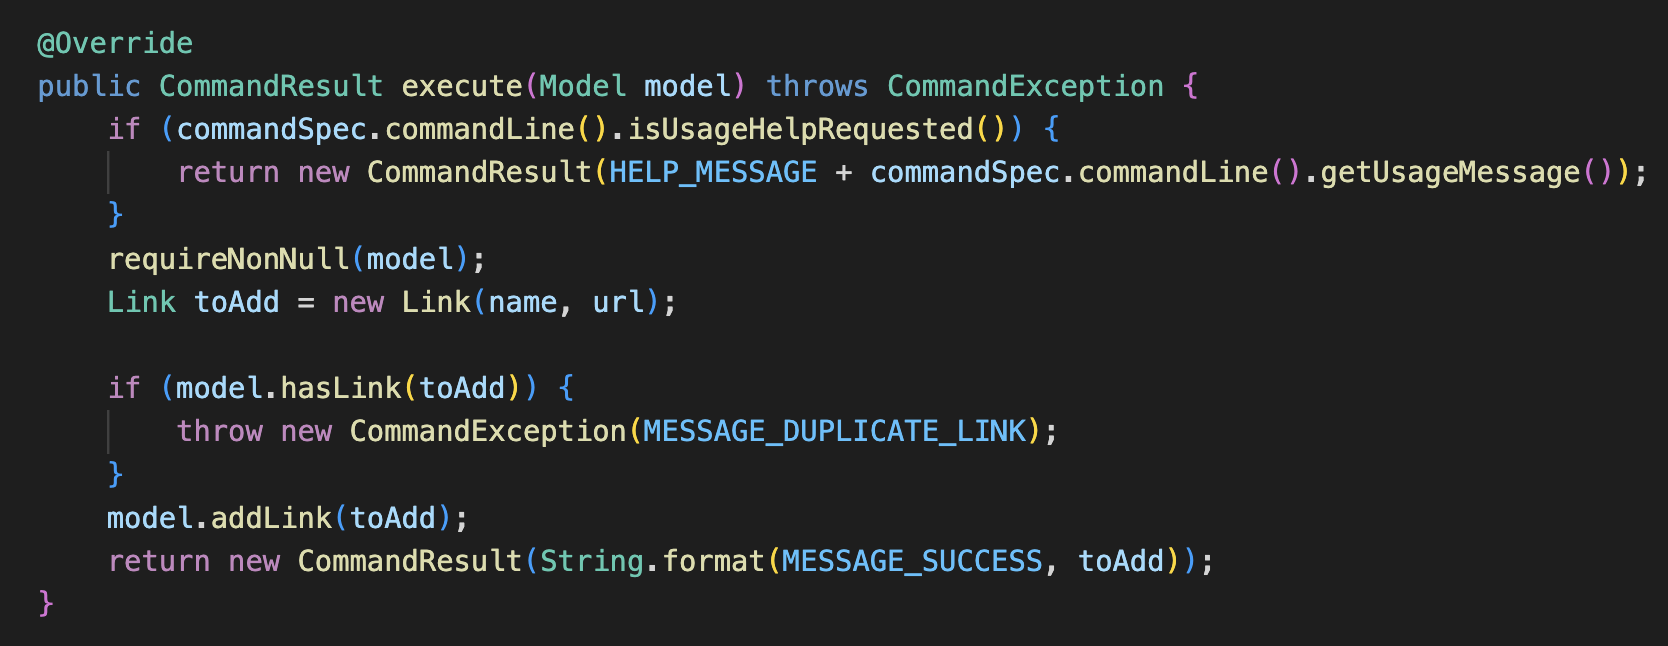 @Override
public CommandResult execute(Model model) throws CommandException {
    if (commandSpec.commandLine().isUsageHelpRequested()) {
        return new CommandResult(HELP_MESSAGE + commandSpec.commandLine().getUsageMessage());
    }
    requireNonNull(model);
    Link toAdd = new Link(name, url);

    if (model.hasLink(toAdd)) {
        throw new CommandException(MESSAGE_DUPLICATE_LINK);
    }
    model.addLink(toAdd);
    return new CommandResult(String.format(MESSAGE_SUCCESS, toAdd));
}